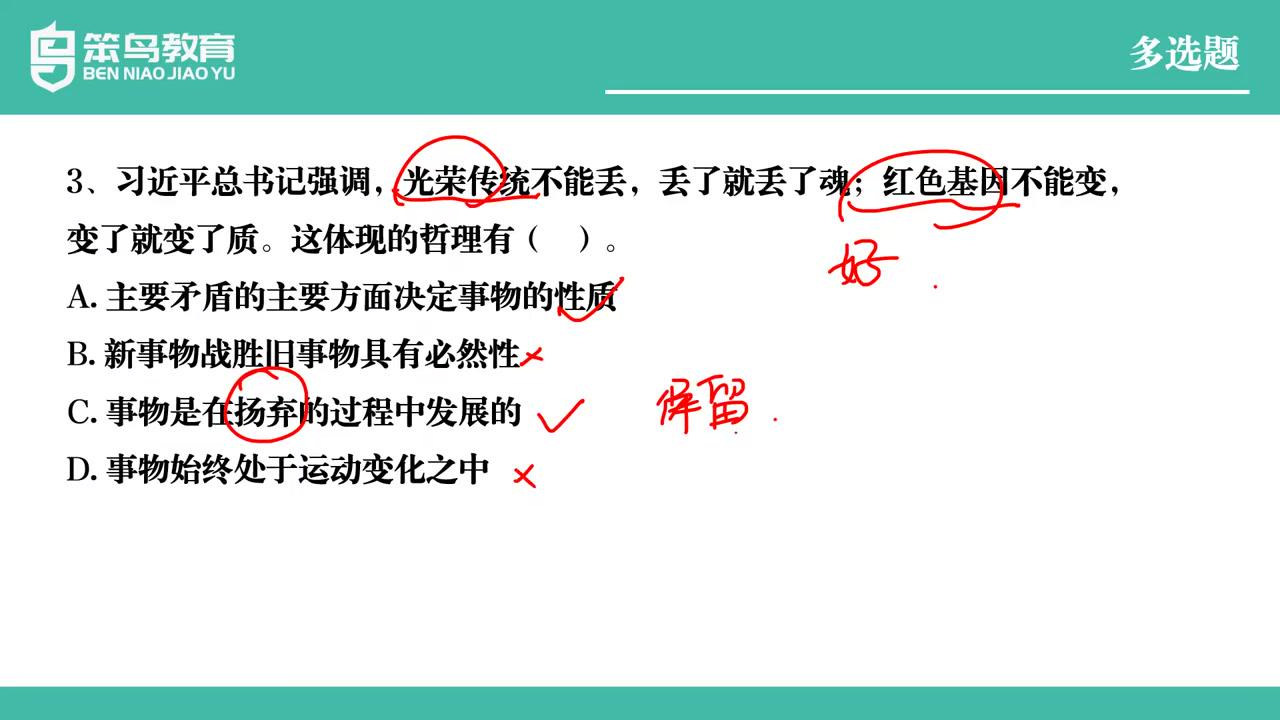 笨鸟教育
BEN NIAO JIAO YU
多选题
3、习近平总书记强调，光荣传统不能丢，丢了就丢了魂；红色基因不能变，
变了就变了质。这体现的哲理有（ ）。
好
A. 主要矛盾的主要方面决定事物的性质
B. 新事物战胜旧事物具有必然性
C. 事物是在扬弃的过程中发展的
保留
D. 事物始终处于运动变化之中